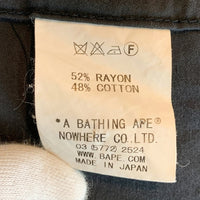 F
52% RAYON
48% COTTON
*A BATHING APE®
NOWHERE CO.LTD.
03 (5772) 2524
WWW.BAPE.COM
MADE IN JAPAN